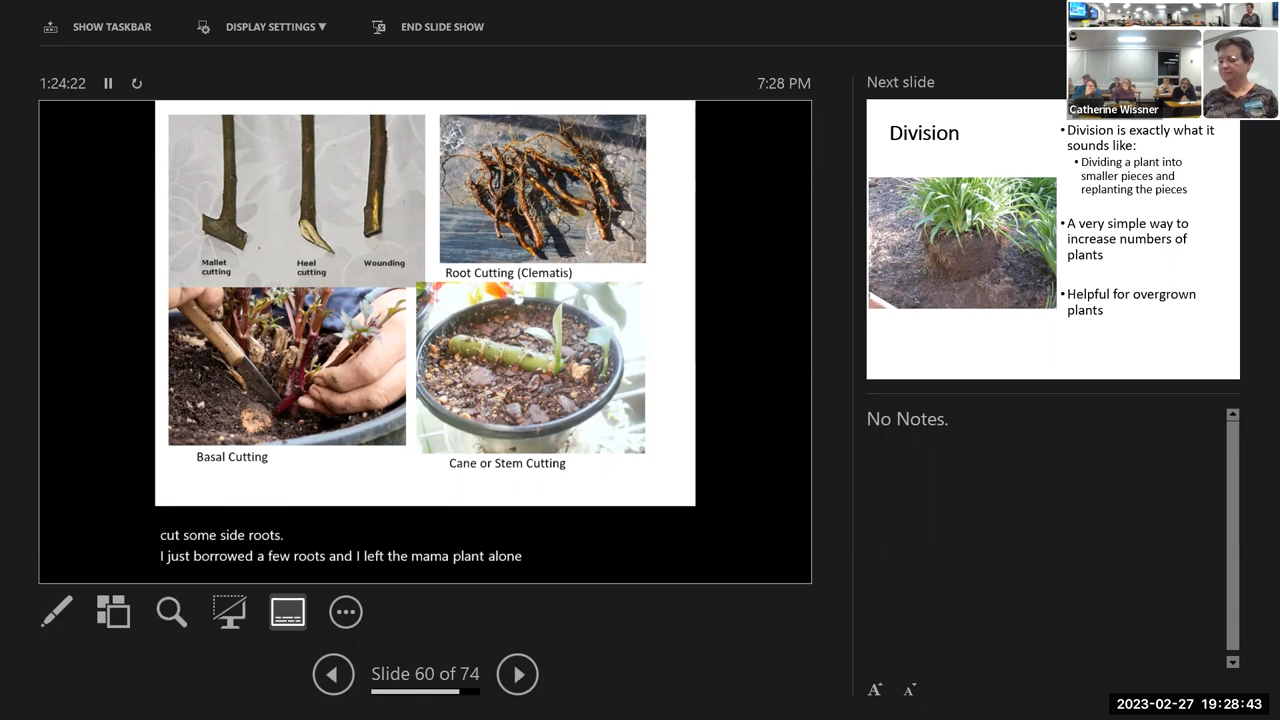 SHOW TASKBAR
DISPLAY SETTINGS ▼
END SLIDE SHOW
1:24:22
7:28 PM
Next slide
Catherine Wissner
Mallet
cutting
Heel
cutting
Wounding
Root Cutting (Clematis)
Basal Cutting
Cane or Stem Cutting
cut some side roots.
I just borrowed a few roots and I left the mama plant alone
Division
• Division is exactly what it
sounds like:
• Dividing a plant into
smaller pieces and
replanting the pieces
• A very simple way to
increase numbers of
plants
• Helpful for overgrown
plants
No Notes.
Slide 60 of 74
A A
2023-02-27 19:28:43